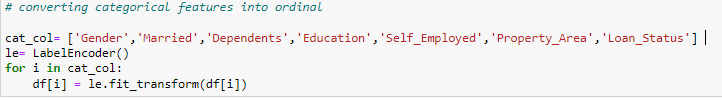 # converting categorical features into ordinal
cat_col= ['Gender','Married','Dependents','Education','Self_Employed','Property_Area','Loan_Status']
le= LabelEncoder()
for i in cat_col:
    df[i] = le.fit_transform(df[i])